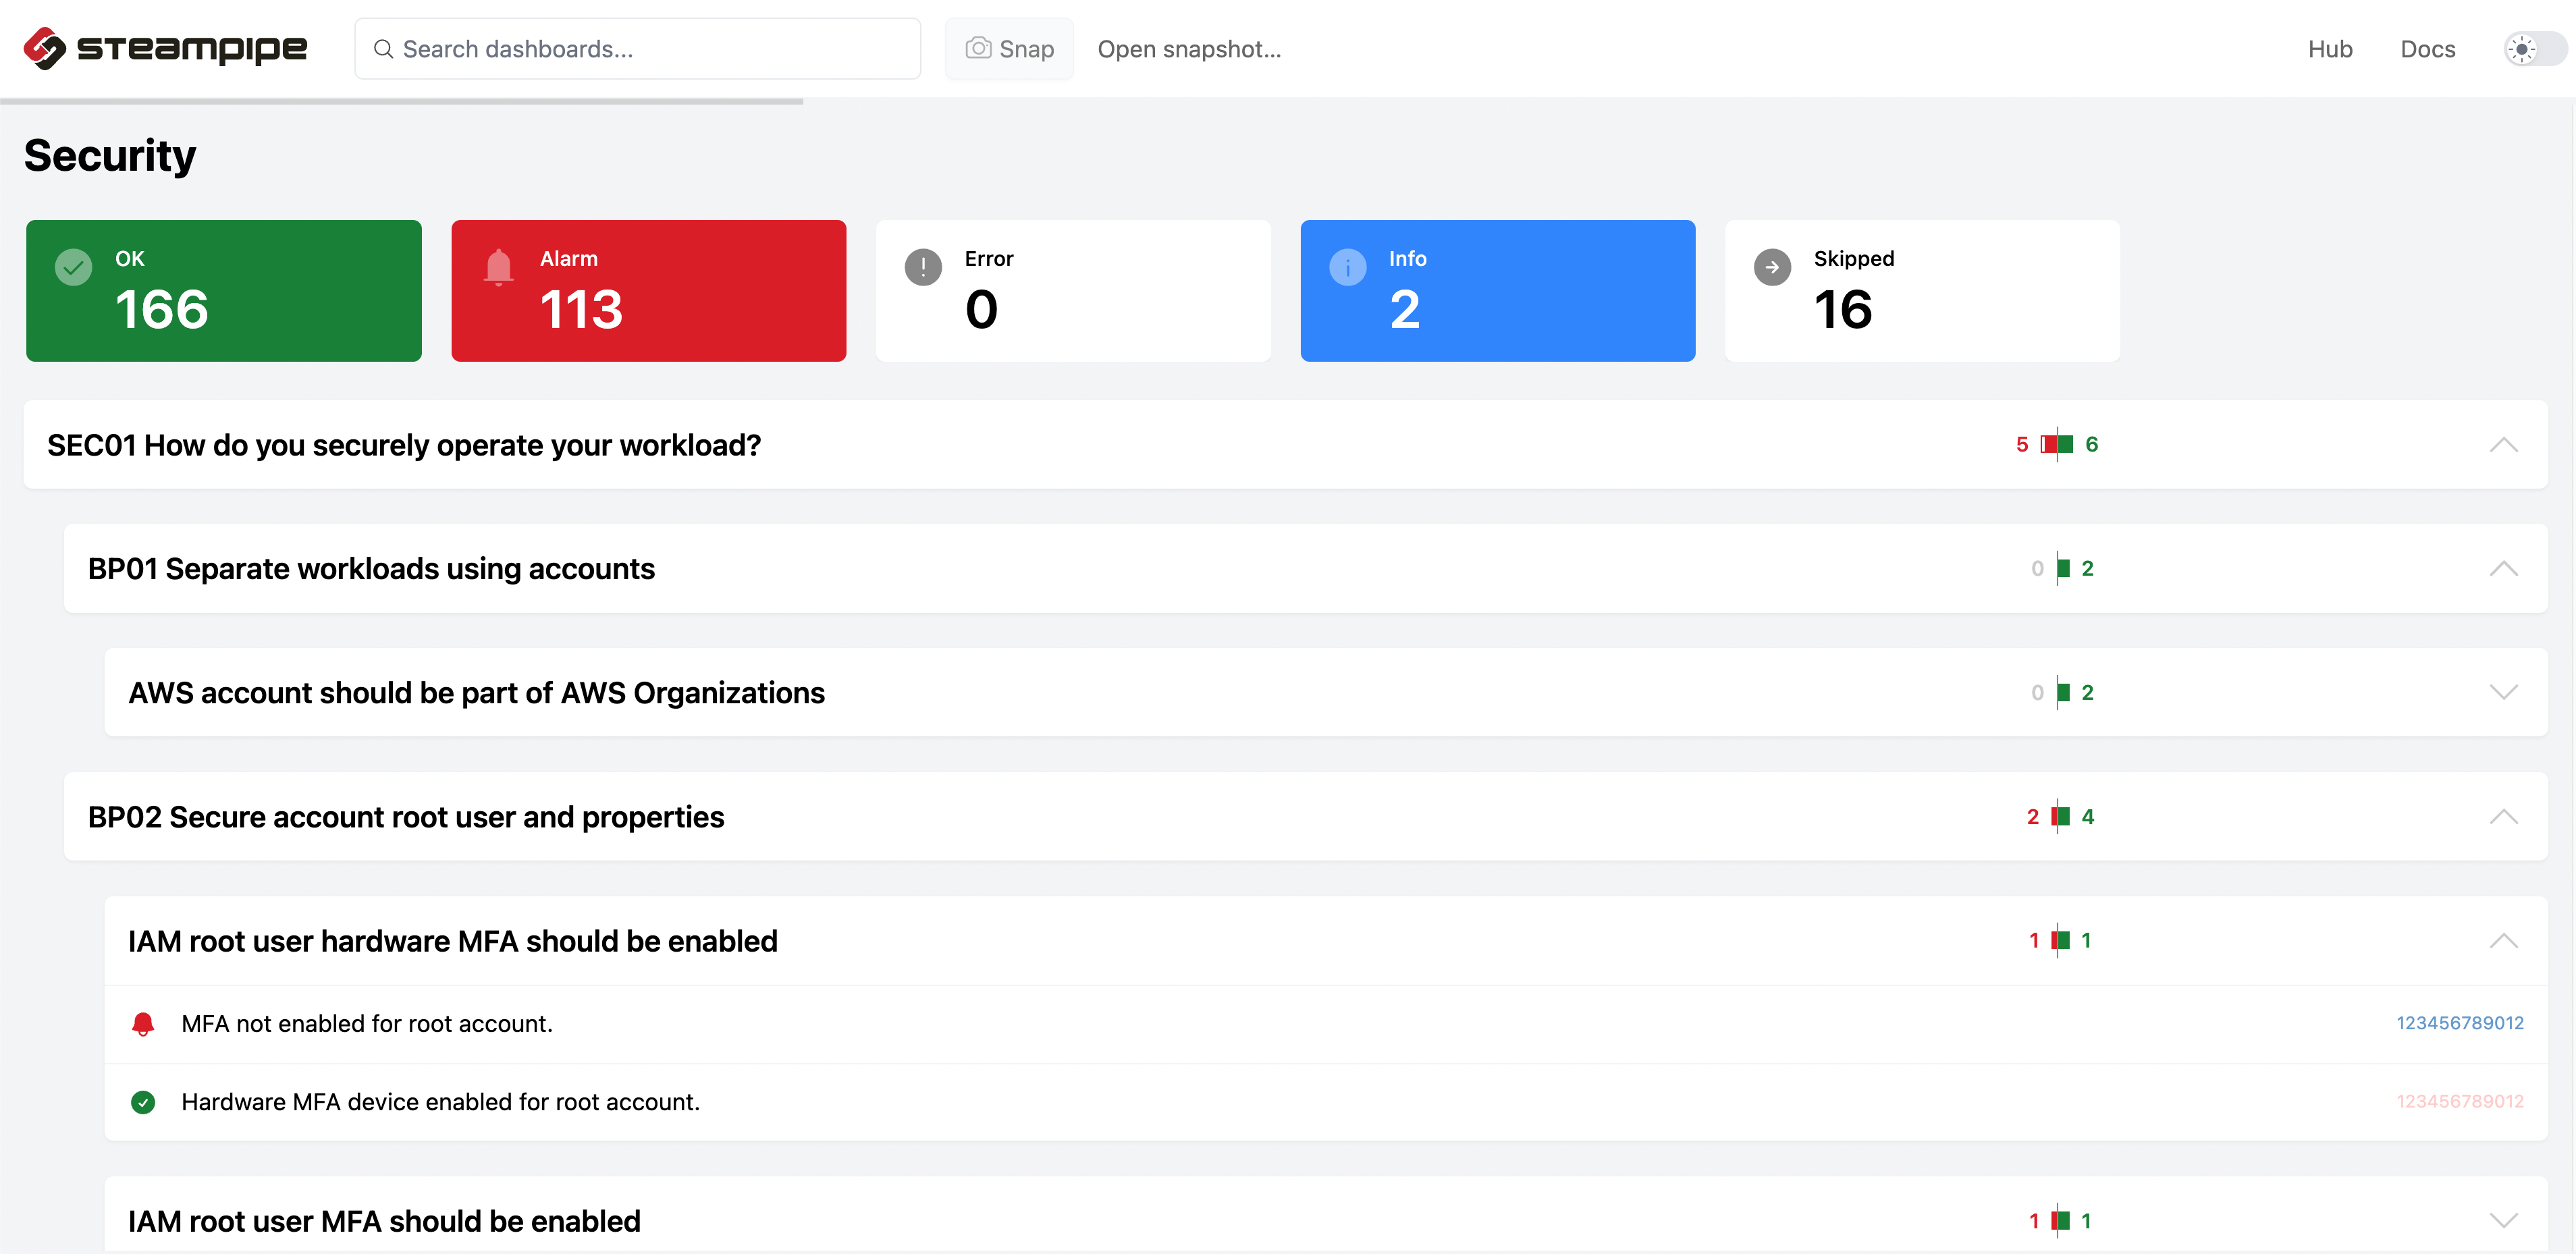 steampipe
Search dashboards...
Snap
Open snapshot...
Hub
Docs
Security
OK
166
Alarm
113
Error
0
Info
2
Skipped
16
SEC01 How do you securely operate your workload?
5 6
BP01 Separate workloads using accounts
0 2
AWS account should be part of AWS Organizations
0 2
BP02 Secure account root user and properties
2 4
IAM root user hardware MFA should be enabled
1 1
MFA not enabled for root account.
123456789012
Hardware MFA device enabled for root account.
123456789012
IAM root user MFA should be enabled
1 1